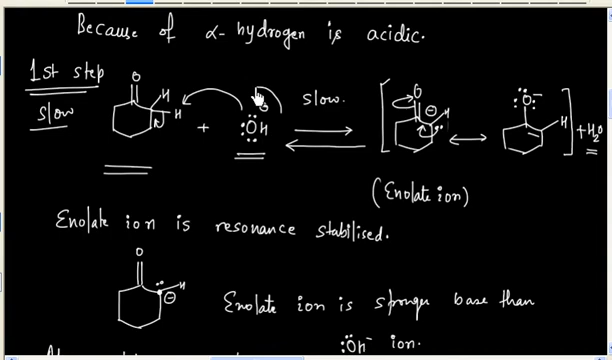 Because of α-hydrogen is acidic.
1st step
slow
O
H
H
+
:ÖH
slow.
O
⊖
H
:
O⁻
H
+ H₂O
(Enolate ion)
Enolate ion is resonance stabilised.
O
H
⊖
Enolate ion is stronger base than
:ÖH⁻ ion.